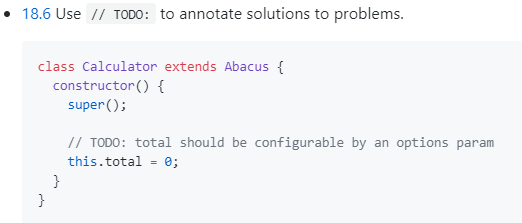 18.6 Use // TODO: to annotate solutions to problems.
class Calculator extends Abacus {
  constructor() {
    super();

    // TODO: total should be configurable by an options param
    this.total = 0;
  }
}